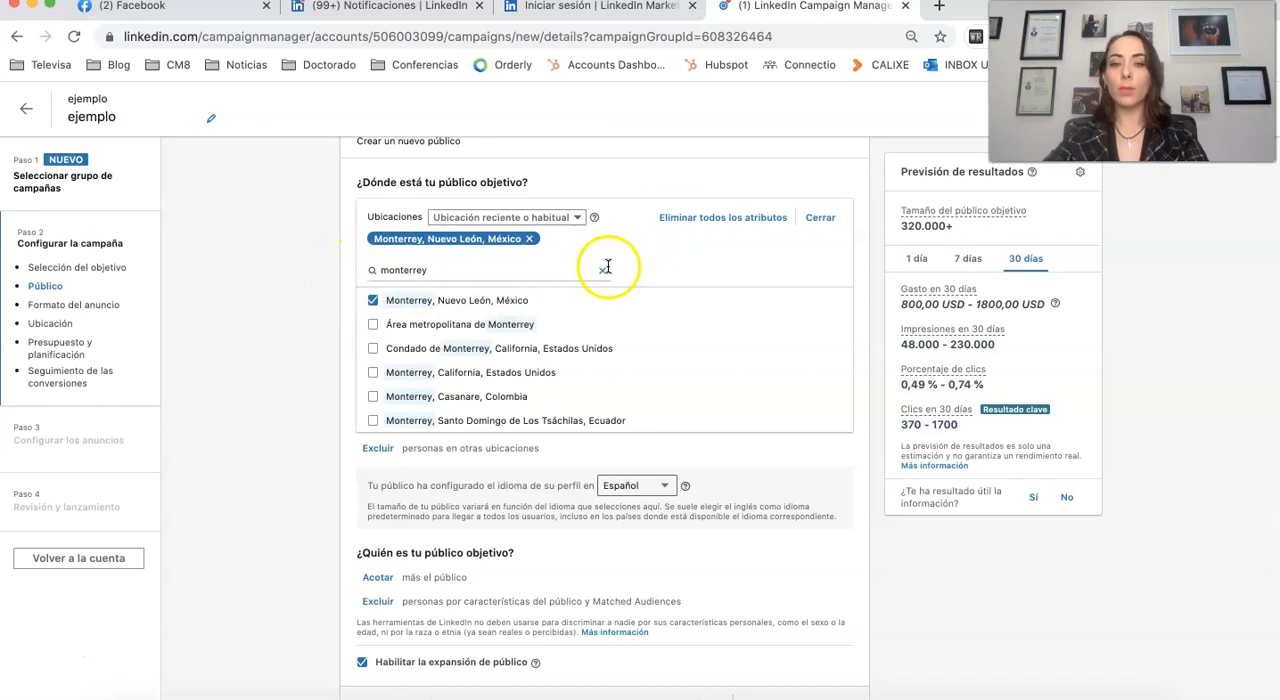 (2) Facebook
(99+) Notificaciones | LinkedIn
Iniciar sesión | LinkedIn Market
(1) LinkedIn Campaign Manage
linkedin.com/campaignmanager/accounts/506003099/campaigns/new/details?campaignGroupId=608326464
Televisa
Blog
CM8
Noticias
Doctorado
Conferencias
Orderly
Accounts Dashbo...
Hubspot
Connectio
CALIXE
INBOX U
ejemplo
ejemplo
Paso 1 NUEVO
Seleccionar grupo de
campañas
Paso 2
Configurar la campaña
Selección del objetivo
Público
Formato del anuncio
Ubicación
Presupuesto y
planificación
Seguimiento de las
conversiones
Paso 3
Configurar los anuncios
Paso 4
Revisión y lanzamiento
Volver a la cuenta
Crear un nuevo público
¿Dónde está tu público objetivo?
Ubicaciones Ubicación reciente o habitual
Eliminar todos los atributos
Cerrar
Monterrey, Nuevo León, México
monterrey
Monterrey, Nuevo León, México
Área metropolitana de Monterrey
Condado de Monterrey, California, Estados Unidos
Monterrey, California, Estados Unidos
Monterrey, Casanare, Colombia
Monterrey, Santo Domingo de Los Tsáchilas, Ecuador
Excluir personas en otras ubicaciones
Tu público ha configurado el idioma de su perfil en Español
El tamaño de tu público variará en función del idioma que selecciones aquí. Se suele elegir el inglés como idioma
predeterminado para llegar a todos los usuarios, incluso en los países donde está disponible el idioma correspondiente.
¿Quién es tu público objetivo?
Acotar más el público
Excluir personas por características del público y Matched Audiences
Las herramientas de LinkedIn no deben usarse para discriminar a nadie por sus características personales, como el sexo o la
edad, ni por la raza o etnia (ya sean reales o percibidas). Más información
Habilitar la expansión de público
Previsión de resultados
Tamaño del público objetivo
320.000+
1 día
7 días
30 días
Gasto en 30 días
800,00 USD - 1800,00 USD
Impresiones en 30 días
48.000 - 230.000
Porcentaje de clics
0,49 % - 0,74 %
Clics en 30 días Resultado clave
370 - 1700
La previsión de resultados es solo una
estimación y no garantiza un rendimiento real.
Más información
¿Te ha resultado útil la
información?
Sí
No